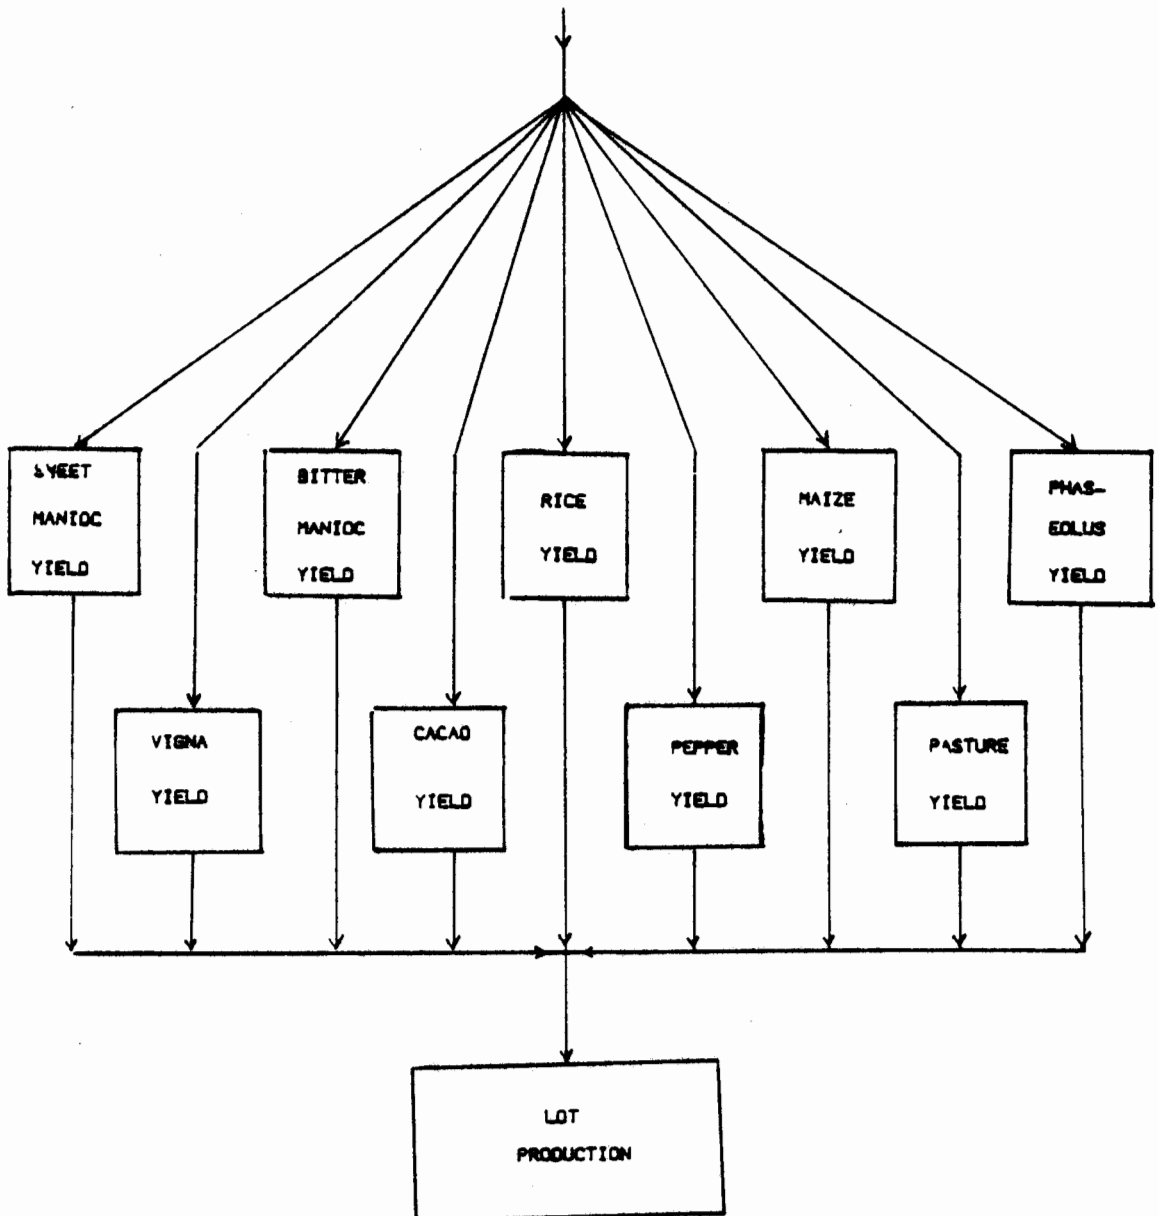 SWEET
MANIOC
YIELD
BITTER
MANIOC
YIELD
RICE
YIELD
MAIZE
YIELD
PHAS-
EOLUS
YIELD
VIGNA
YIELD
CACAO
YIELD
PEPPER
YIELD
PASTURE
YIELD
LOT
PRODUCTION